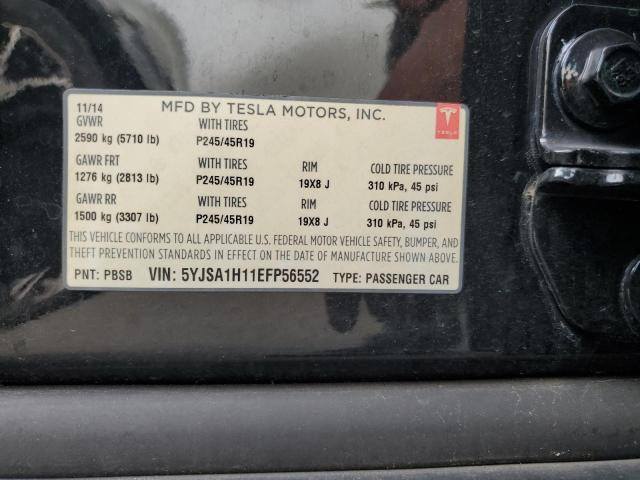 11/14 MFD BY TESLA MOTORS, INC.
TESLA
GVWR WITH TIRES
2590 kg (5710 lb) P245/45R19
GAWR FRT WITH TIRES RIM COLD TIRE PRESSURE
1276 kg (2813 lb) P245/45R19 19X8 J 310 kPa, 45 psi
GAWR RR WITH TIRES RIM COLD TIRE PRESSURE
1500 kg (3307 lb) P245/45R19 19X8 J 310 kPa, 45 psi
THIS VEHICLE CONFORMS TO ALL APPLICABLE U.S. FEDERAL MOTOR VEHICLE SAFETY, BUMPER, AND
THEFT PREVENTION STANDARDS IN EFFECT ON THE DATE OF MANUFACTURE SHOWN ABOVE.
PNT: PBSB VIN: 5YJSA1H11EFP56552 TYPE: PASSENGER CAR